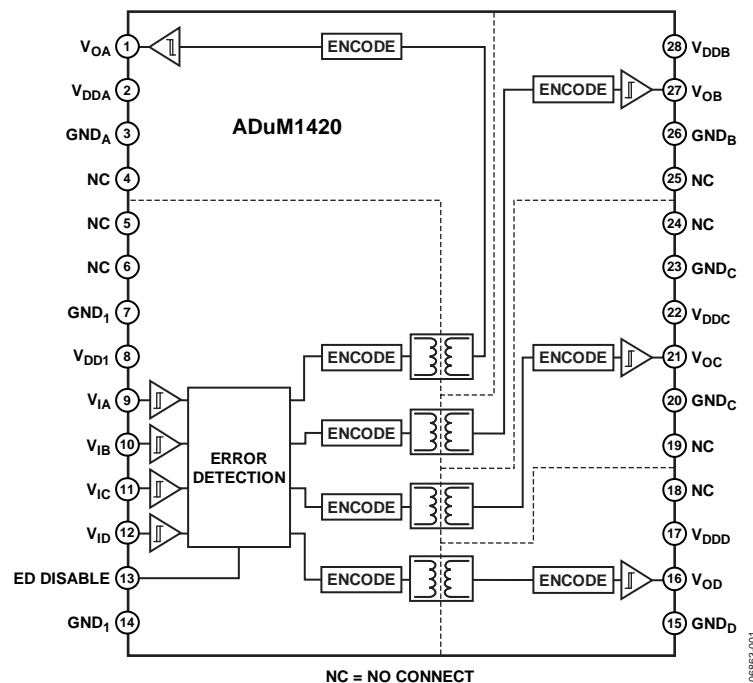 VOA 1
VDDA 2
GNDA 3
NC 4
NC 5
NC 6
GND1 7
VDD1 8
VIA 9
VIB 10
VIC 11
VID 12
ED DISABLE 13
GND1 14
ADuM1420
ENCODE
ENCODE
ENCODE
ENCODE
ENCODE
ERROR
DETECTION
ENCODE
ENCODE
ENCODE
28 VDDB
27 VOB
26 GNDB
25 NC
24 NC
23 GNDC
22 VDDC
21 VOC
20 GNDC
19 NC
18 NC
17 VDDD
16 VOD
15 GNDD
NC = NO CONNECT
06863-001